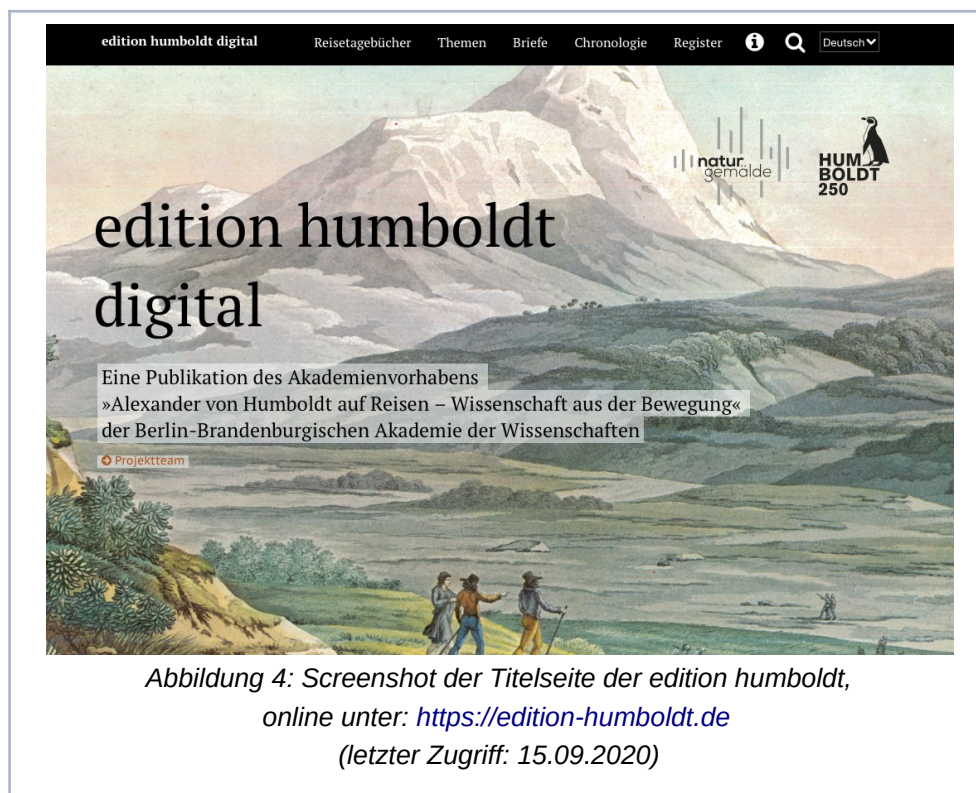 edition humboldt digital Reisetagebücher Themen Briefe Chronologie Register Deutsch
natur
gemälde
HUM
BOLDT
250
edition humboldt
digital
Eine Publikation des Akademienvorhabens
»Alexander von Humboldt auf Reisen – Wissenschaft aus der Bewegung«
der Berlin-Brandenburgischen Akademie der Wissenschaften
Projektteam
Abbildung 4: Screenshot der Titelseite der edition humboldt,
online unter: https://edition-humboldt.de
(letzter Zugriff: 15.09.2020)